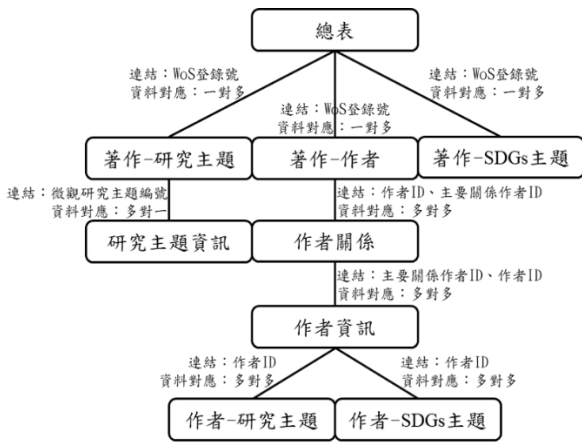 總表
連結：WoS登錄號
資料對應：一對多
連結：WoS登錄號
資料對應：一對多
連結：WoS登錄號
資料對應：一對多
著作-研究主題
著作-作者
著作-SDGs主題
連結：微觀研究主題編號
資料對應：多對一
連結：作者ID、主要關係作者ID
資料對應：多對多
研究主題資訊
作者關係
連結：主要關係作者ID、作者ID
資料對應：多對多
作者資訊
連結：作者ID
資料對應：多對多
連結：作者ID
資料對應：多對多
作者-研究主題
作者-SDGs主題